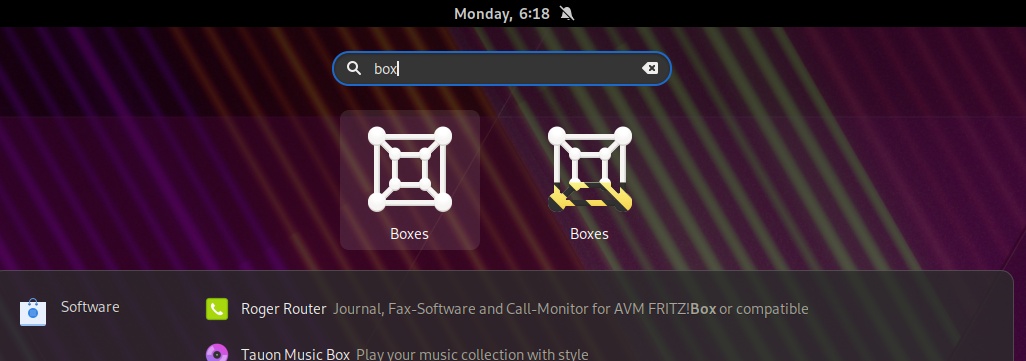 Monday, 6:18
box
Boxes Boxes
Software
Roger Router Journal, Fax-Software and Call-Monitor for AVM FRITZ!Box or compatible
Tauon Music Box Play your music collection with style